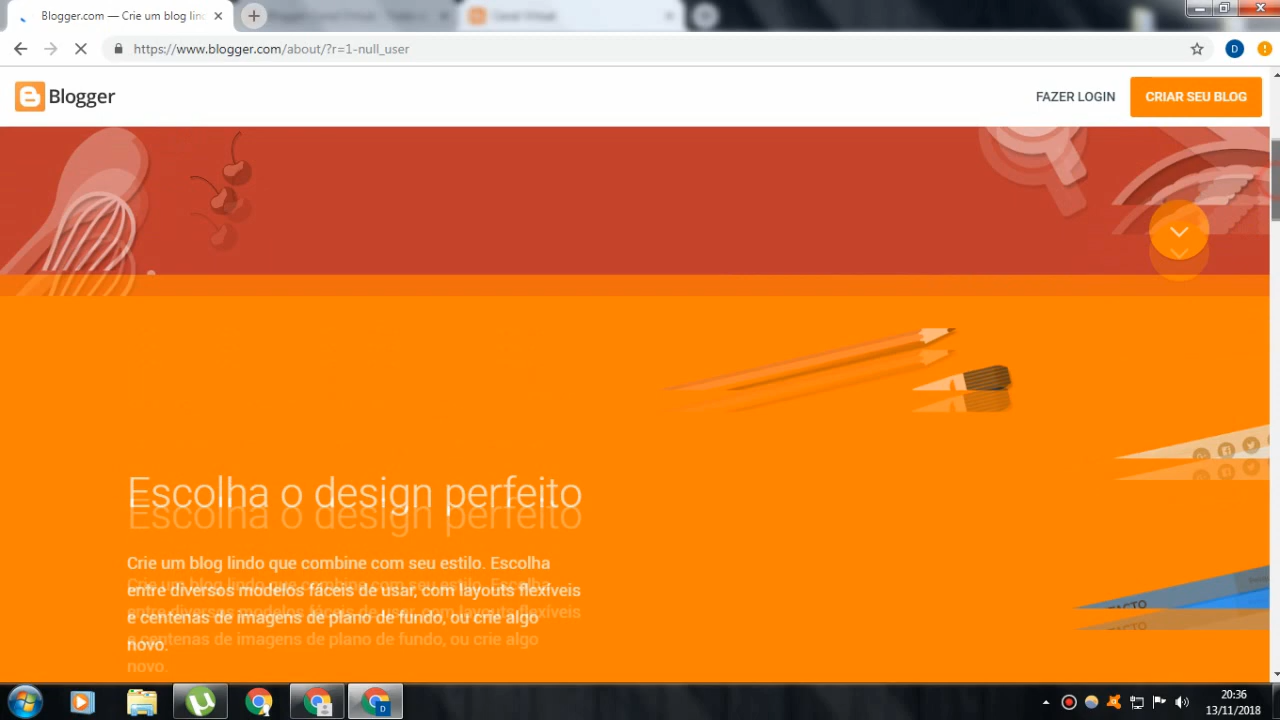 Blogger.com — Crie um blog lind
https://www.blogger.com/about/?r=1-null_user
D
Blogger
FAZER LOGIN
CRIAR SEU BLOG
Escolha o design perfeito
Crie um blog lindo que combine com seu estilo. Escolha
entre diversos modelos fáceis de usar, com layouts flexíveis
e centenas de imagens de plano de fundo, ou crie algo
novo.
D
20:36
13/11/2018